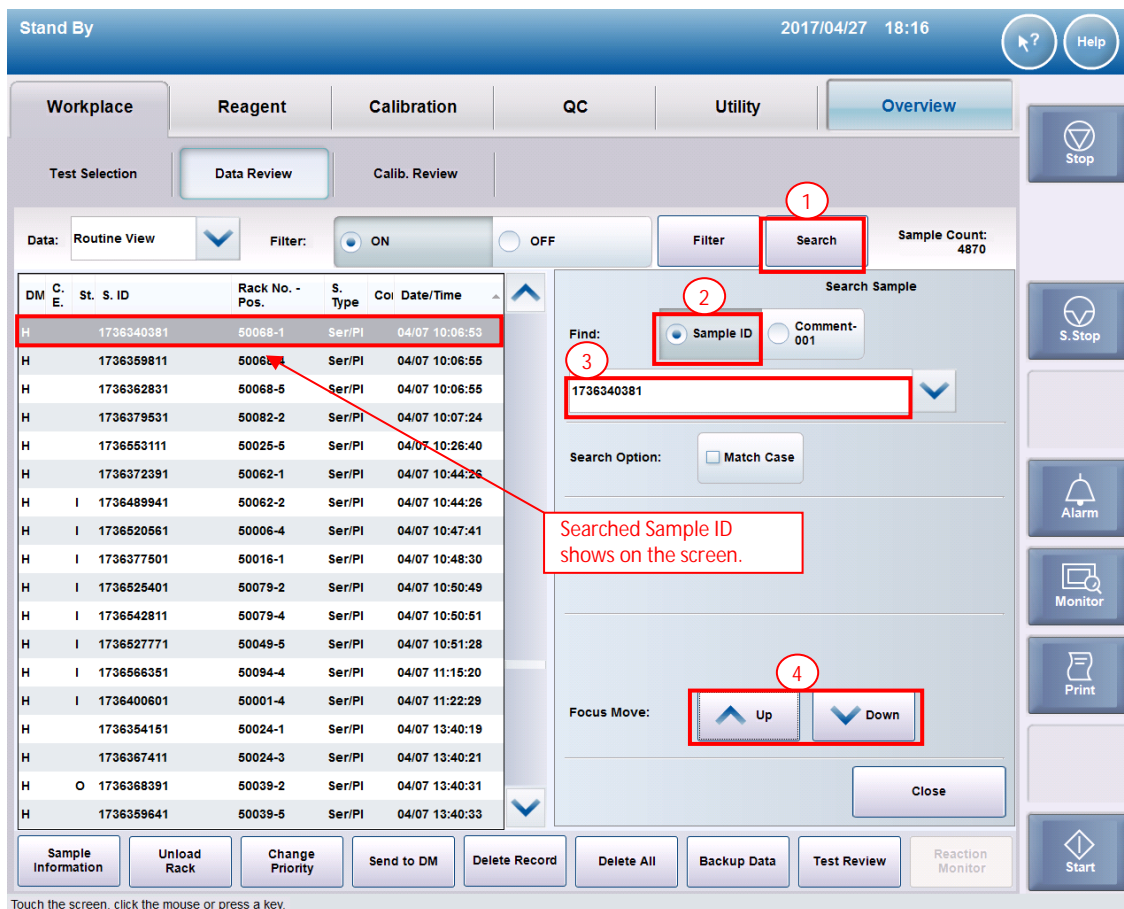 Stand By 2017/04/27 18:16
? Help
Workplace Reagent Calibration QC Utility Overview
Stop
Test Selection Data Review Calib. Review
1
Data: Routine View Filter: ON OFF Filter Search Sample Count:
4870
DM C. E. St. S. ID Rack No. - Pos. S. Type Col Date/Time
Search Sample
2
H 1736340381 50068-1 Ser/Pl 04/07 10:06:53
Find: Sample ID Comment-
001
S.Stop
3
H 1736359811 50068-4 Ser/Pl 04/07 10:06:55
H 1736362831 50068-5 Ser/Pl 04/07 10:06:55
1736340381
H 1736379531 50082-2 Ser/Pl 04/07 10:07:24
H 1736553111 50025-5 Ser/Pl 04/07 10:26:40
Search Option: Match Case
H 1736372391 50062-1 Ser/Pl 04/07 10:44:26
H I 1736489941 50062-2 Ser/Pl 04/07 10:44:26
Alarm
H I 1736520561 50006-4 Ser/Pl 04/07 10:47:41
Searched Sample ID
shows on the screen.
H I 1736377501 50016-1 Ser/Pl 04/07 10:48:30
H I 1736525401 50079-2 Ser/Pl 04/07 10:50:49
H I 1736542811 50079-4 Ser/Pl 04/07 10:50:51
Monitor
H I 1736527771 50049-5 Ser/Pl 04/07 10:51:28
H I 1736566351 50094-4 Ser/Pl 04/07 11:15:20
4
Print
H I 1736400601 50001-4 Ser/Pl 04/07 11:22:29
Focus Move: Up Down
H 1736354151 50024-1 Ser/Pl 04/07 13:40:19
H 1736367411 50024-3 Ser/Pl 04/07 13:40:21
H O 1736368391 50039-2 Ser/Pl 04/07 13:40:31
Close
H 1736359641 50039-5 Ser/Pl 04/07 13:40:33
Sample
Information
Unload
Rack
Change
Priority
Send to DM Delete Record Delete All Backup Data Test Review
Reaction
Monitor
Start
Touch the screen, click the mouse or press a key.